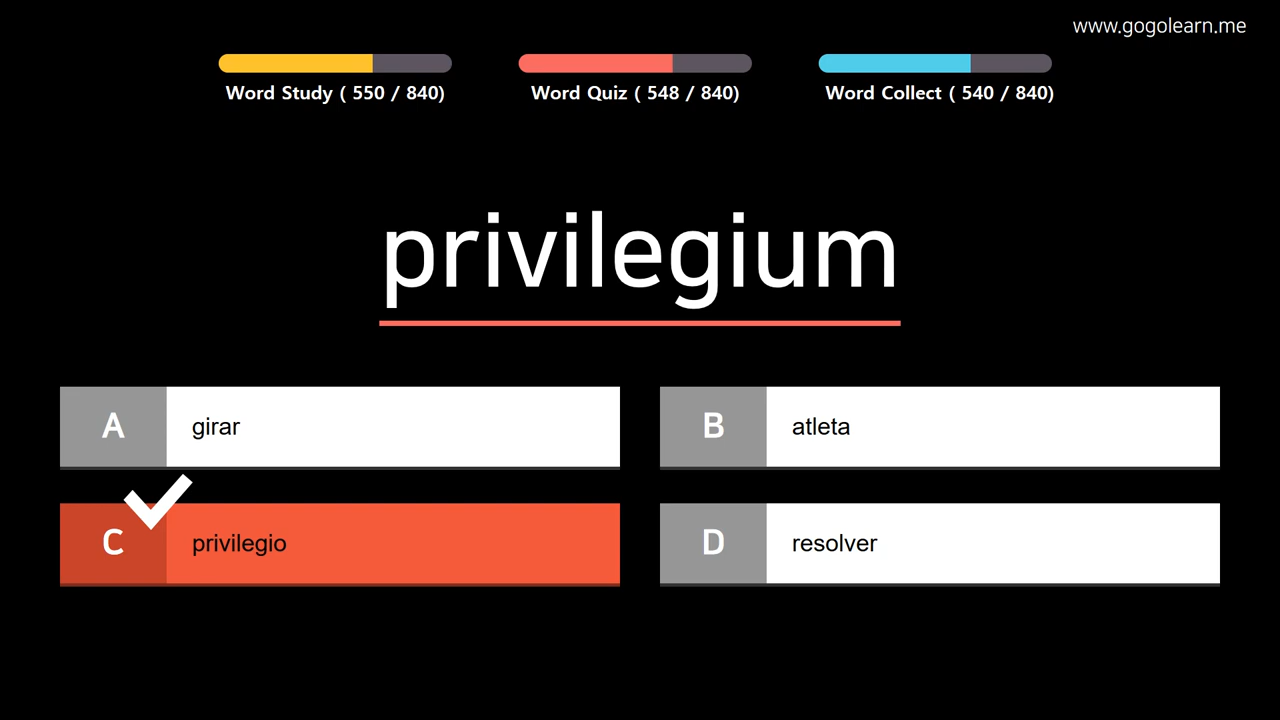 www.gogolearn.me
Word Study ( 550 / 840)
Word Quiz ( 548 / 840)
Word Collect ( 540 / 840)
privilegium
A girar
B atleta
C privilegio
D resolver